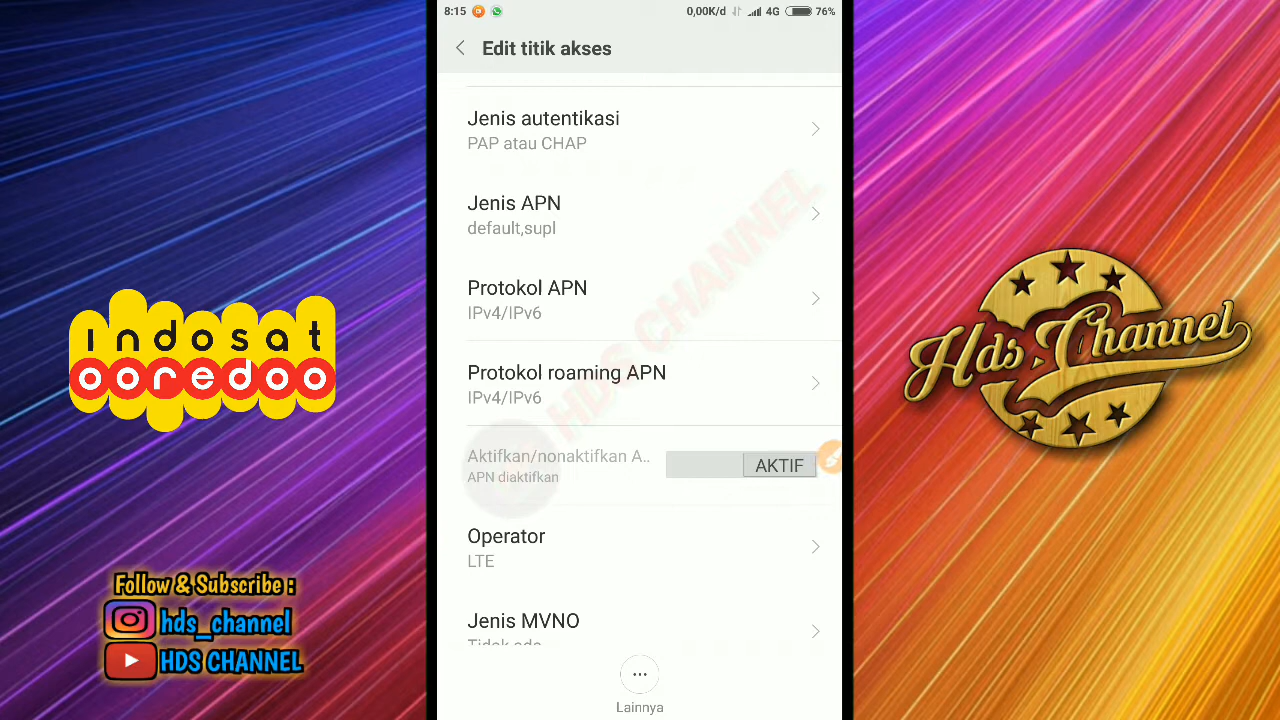 8:15
0,00K/d
4G
76%
Edit titik akses
Jenis autentikasi
PAP atau CHAP
Jenis APN
default,supl
Protokol APN
IPv4/IPv6
Protokol roaming APN
IPv4/IPv6
Aktifkan/nonaktifkan A..
APN diaktifkan
AKTIF
Operator
LTE
Jenis MVNO
Tidak ada
Lainnya
HDS CHANNEL
indosat
ooredoo
Follow & Subscribe :
hds_channel
HDS CHANNEL
Hds Channel